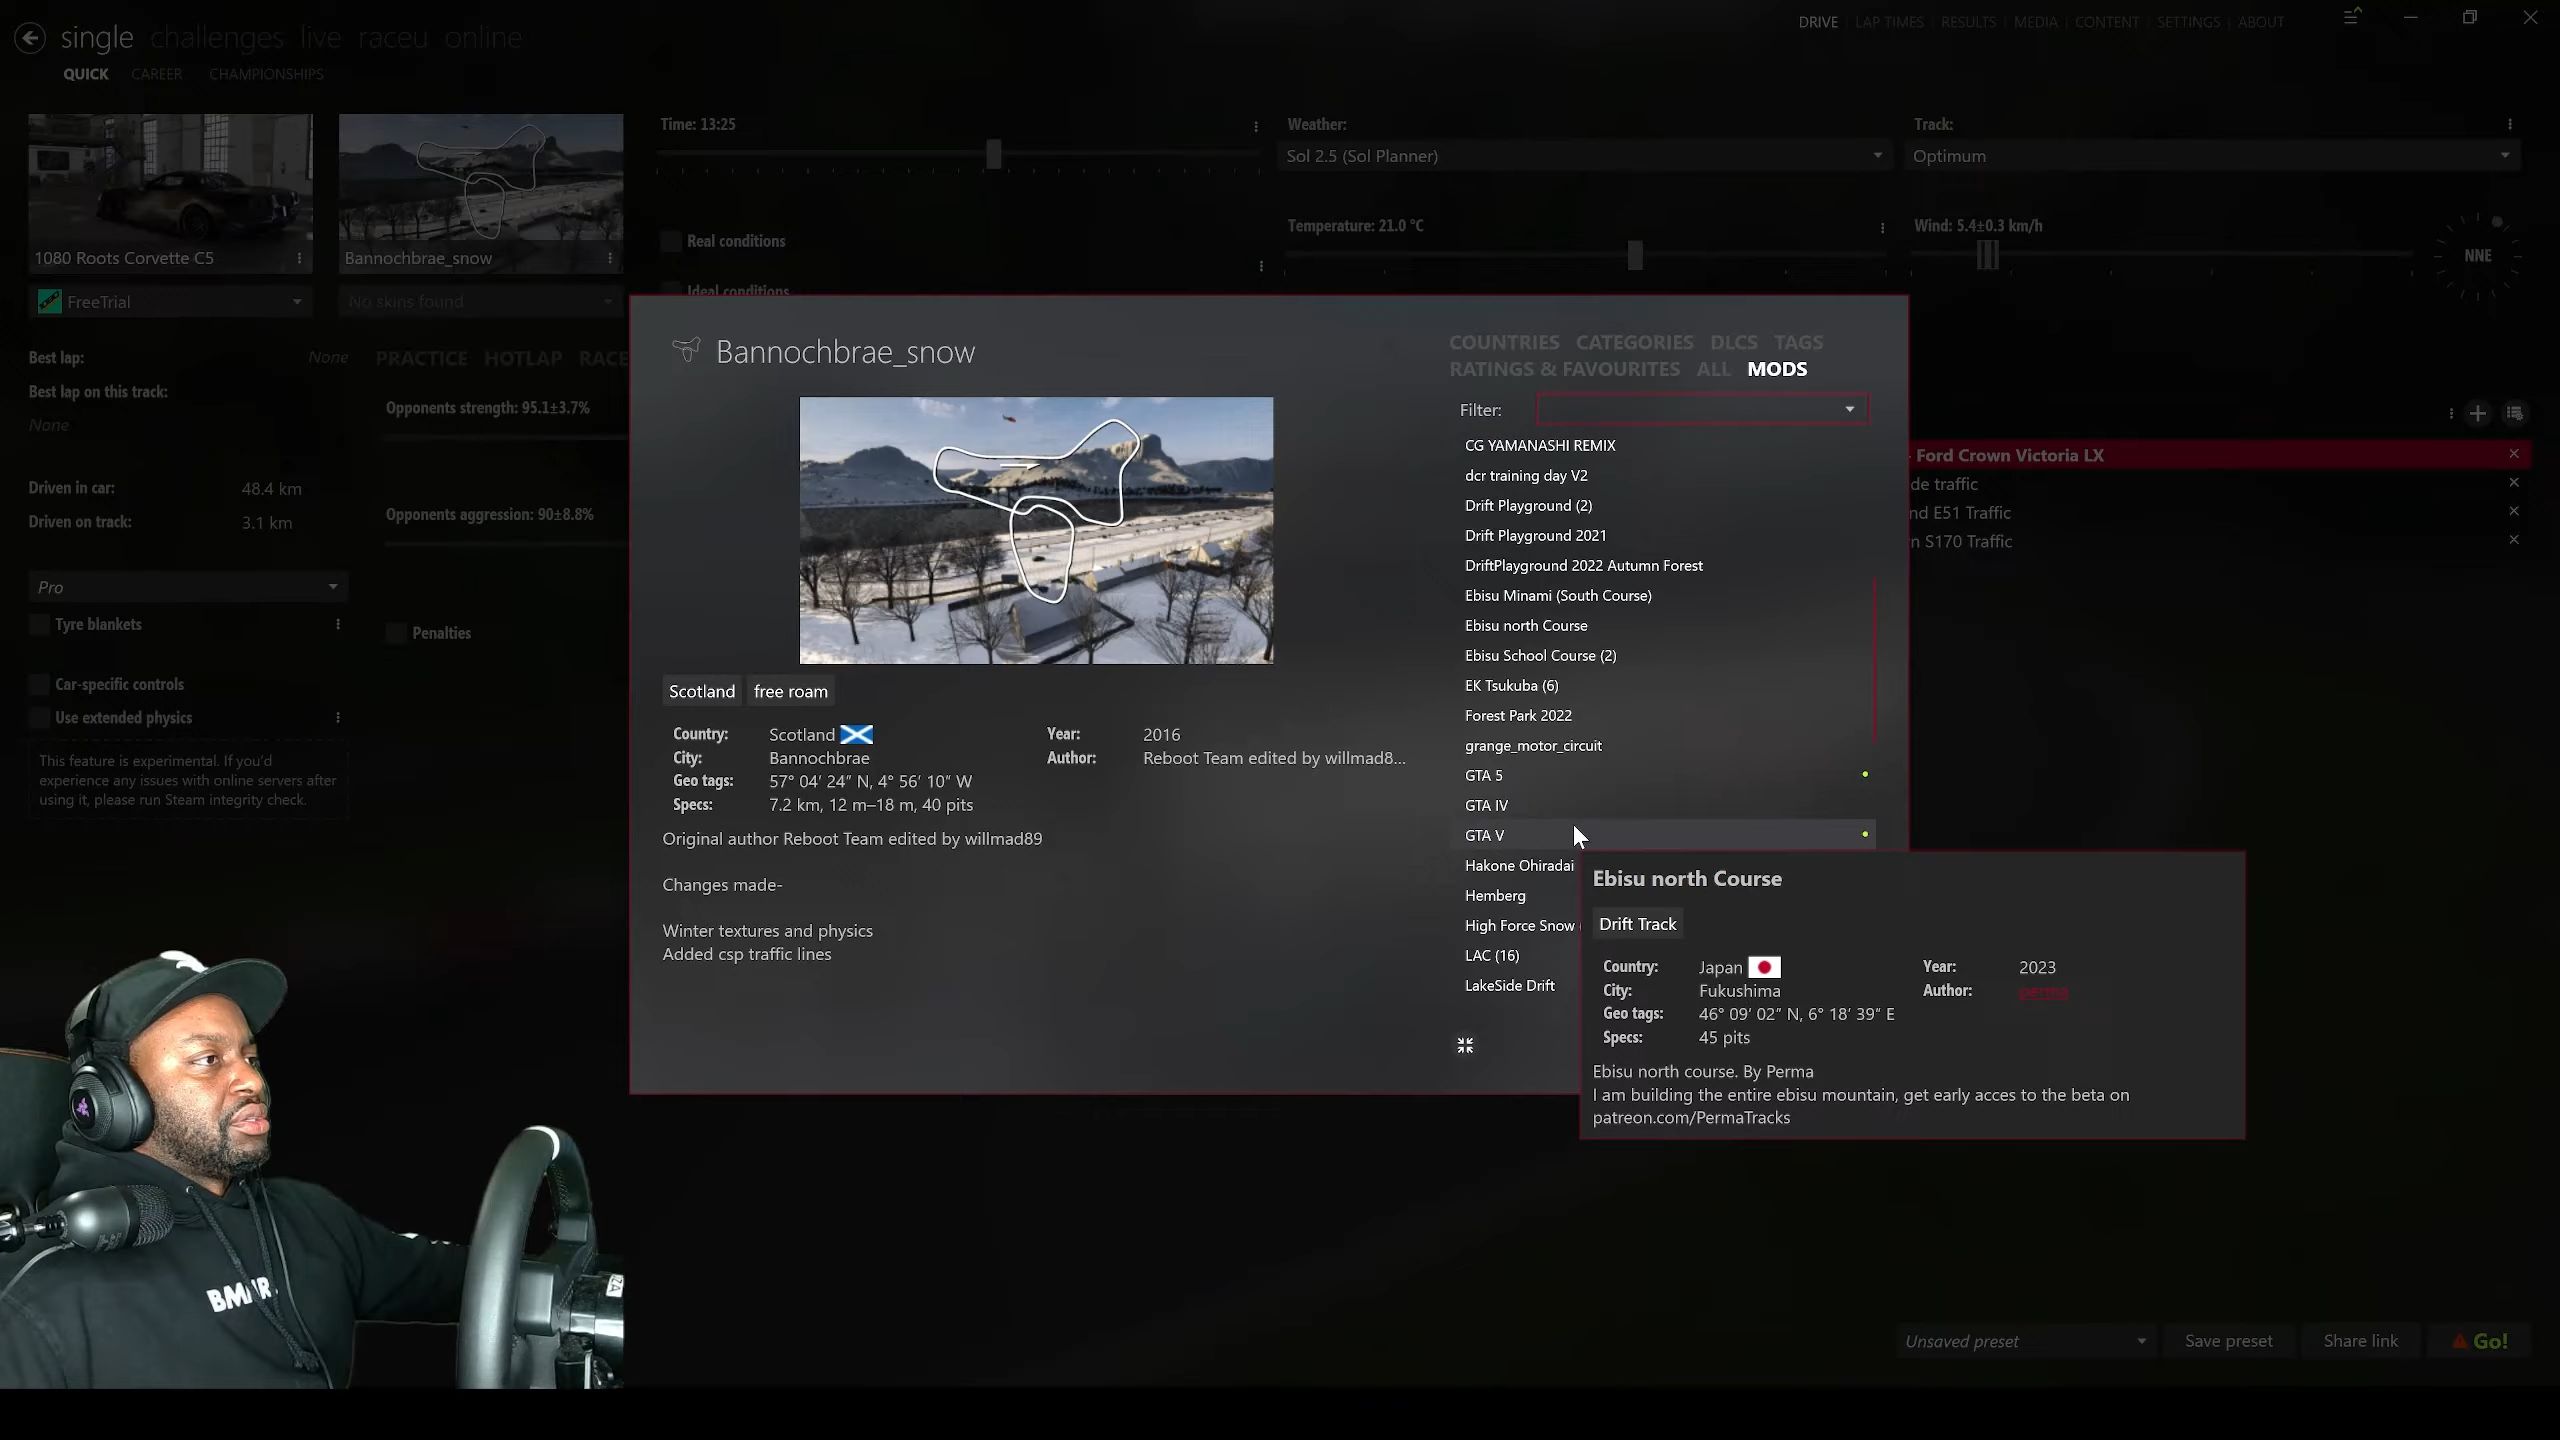 single challenges live raceu online
DRIVE LAP TIMES RESULTS MEDIA CONTENT SETTINGS ABOUT
QUICK CAREER CHAMPIONSHIPS
1080 Roots Corvette C5
Bannochbrae_snow
FreeTrial
No skins found
Time: 13:25
Weather:
Sol 2.5 (Sol Planner)
Track:
Optimum
Real conditions
Ideal conditions
Temperature: 21.0 °C
Wind: 5.4±0.3 km/h
NNE
Best lap: None
Best lap on this track:
None
Driven in car: 48.4 km
Driven on track: 3.1 km
Pro
Tyre blankets
Car-specific controls
Use extended physics
This feature is experimental. If you'd
experience any issues with online servers after
using it, please run Steam integrity check.
PRACTICE HOTLAP RACE
Opponents strength: 95.1±3.7%
Opponents aggression: 90±8.8%
Penalties
Bannochbrae_snow
Scotland free roam
Country: Scotland
City: Bannochbrae
Geo tags: 57° 04′ 24″ N, 4° 56′ 10″ W
Specs: 7.2 km, 12 m–18 m, 40 pits
Year: 2016
Author: Reboot Team edited by willmad8...
Original author Reboot Team edited by willmad89
Changes made-
Winter textures and physics
Added csp traffic lines
COUNTRIES CATEGORIES DLCS TAGS
RATINGS & FAVOURITES ALL MODS
Filter:
CG YAMANASHI REMIX
dcr training day V2
Drift Playground (2)
Drift Playground 2021
DriftPlayground 2022 Autumn Forest
Ebisu Minami (South Course)
Ebisu north Course
Ebisu School Course (2)
EK Tsukuba (6)
Forest Park 2022
grange_motor_circuit
GTA 5
GTA IV
GTA V
Hakone Ohiradai
Hemberg
High Force Snow
LAC (16)
LakeSide Drift
Ebisu north Course
Drift Track
Country: Japan
City: Fukushima
Geo tags: 46° 09′ 02″ N, 6° 18′ 39″ E
Specs: 45 pits
Year: 2023
Author: perma
Ebisu north course. By Perma
I am building the entire ebisu mountain, get early acces to the beta on
patreon.com/PermaTracks
- Ford Crown Victoria LX
de traffic
nd E51 Traffic
n S170 Traffic
Unsaved preset
Save preset
Share link
Go!